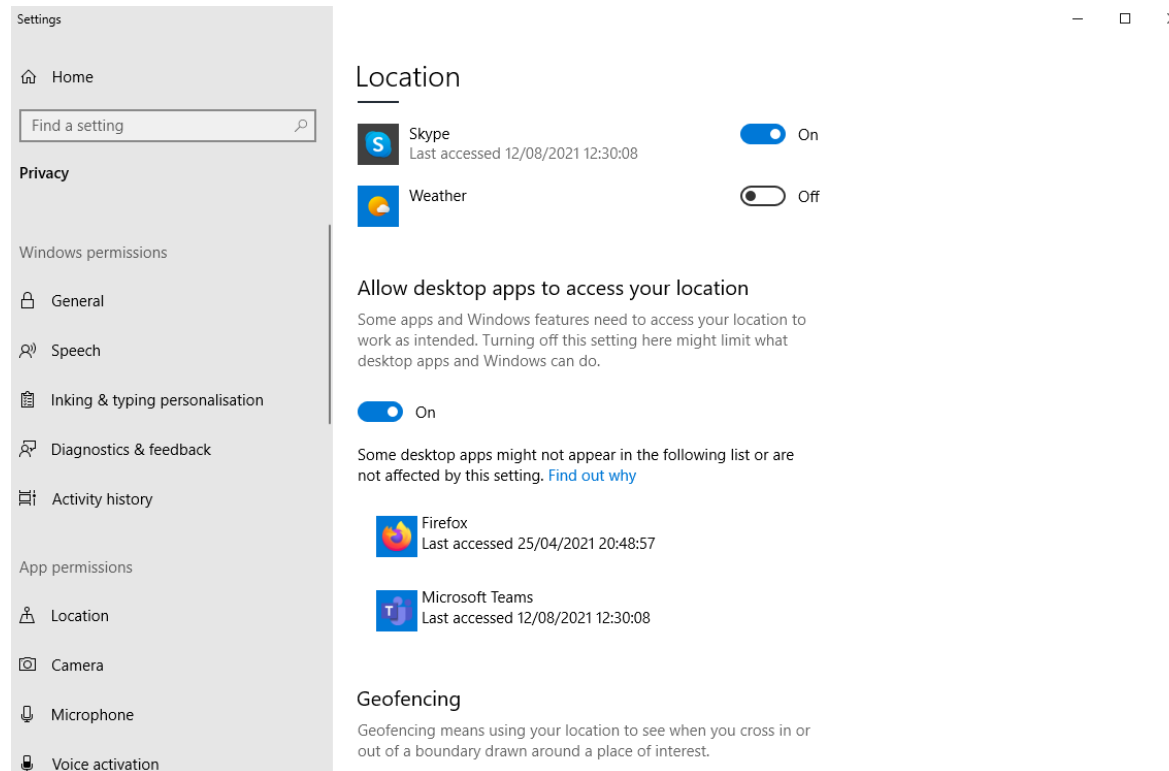 Settings
Home
Find a setting
Privacy
Windows permissions
General
Speech
Inking & typing personalisation
Diagnostics & feedback
Activity history
App permissions
Location
Camera
Microphone
Voice activation
Location
Skype
Last accessed 12/08/2021 12:30:08
On
Weather
Off
Allow desktop apps to access your location
Some apps and Windows features need to access your location to
work as intended. Turning off this setting here might limit what
desktop apps and Windows can do.
On
Some desktop apps might not appear in the following list or are
not affected by this setting. Find out why
Firefox
Last accessed 25/04/2021 20:48:57
Microsoft Teams
Last accessed 12/08/2021 12:30:08
Geofencing
Geofencing means using your location to see when you cross in or
out of a boundary drawn around a place of interest.